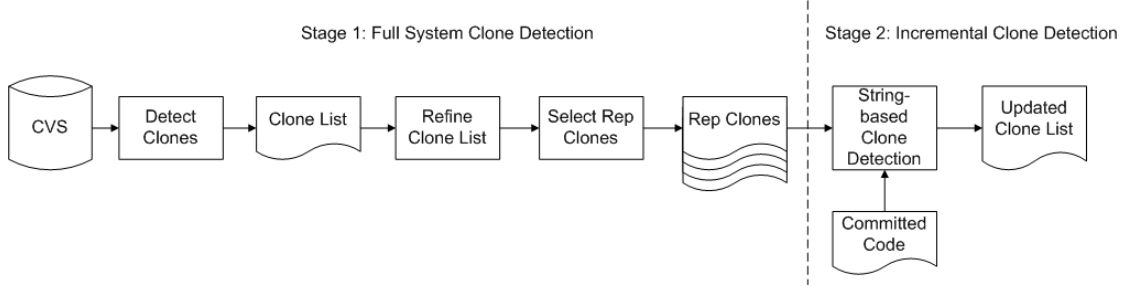 Stage 1: Full System Clone Detection
Stage 2: Incremental Clone Detection
CVS
Detect
Clones
Clone List
Refine
Clone List
Select Rep
Clones
Rep Clones
String-
based
Clone
Detection
Updated
Clone List
Committed
Code